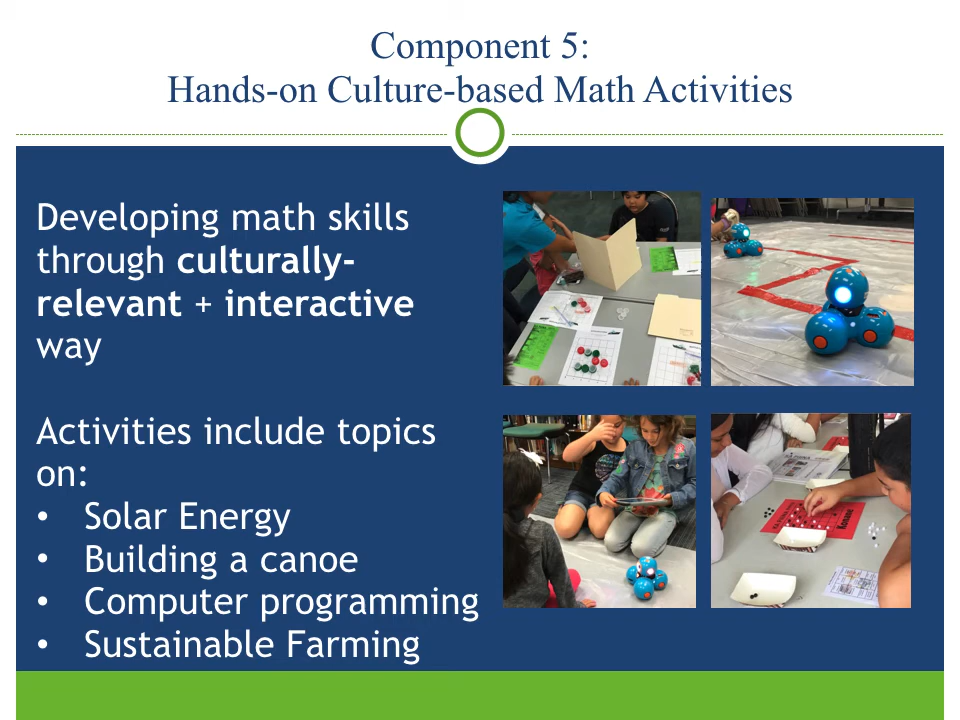 Component 5:
Hands-on Culture-based Math Activities
Developing math skills
through culturally-
relevant + interactive
way
Activities include topics
on:
• Solar Energy
• Building a canoe
• Computer programming
• Sustainable Farming
Konane